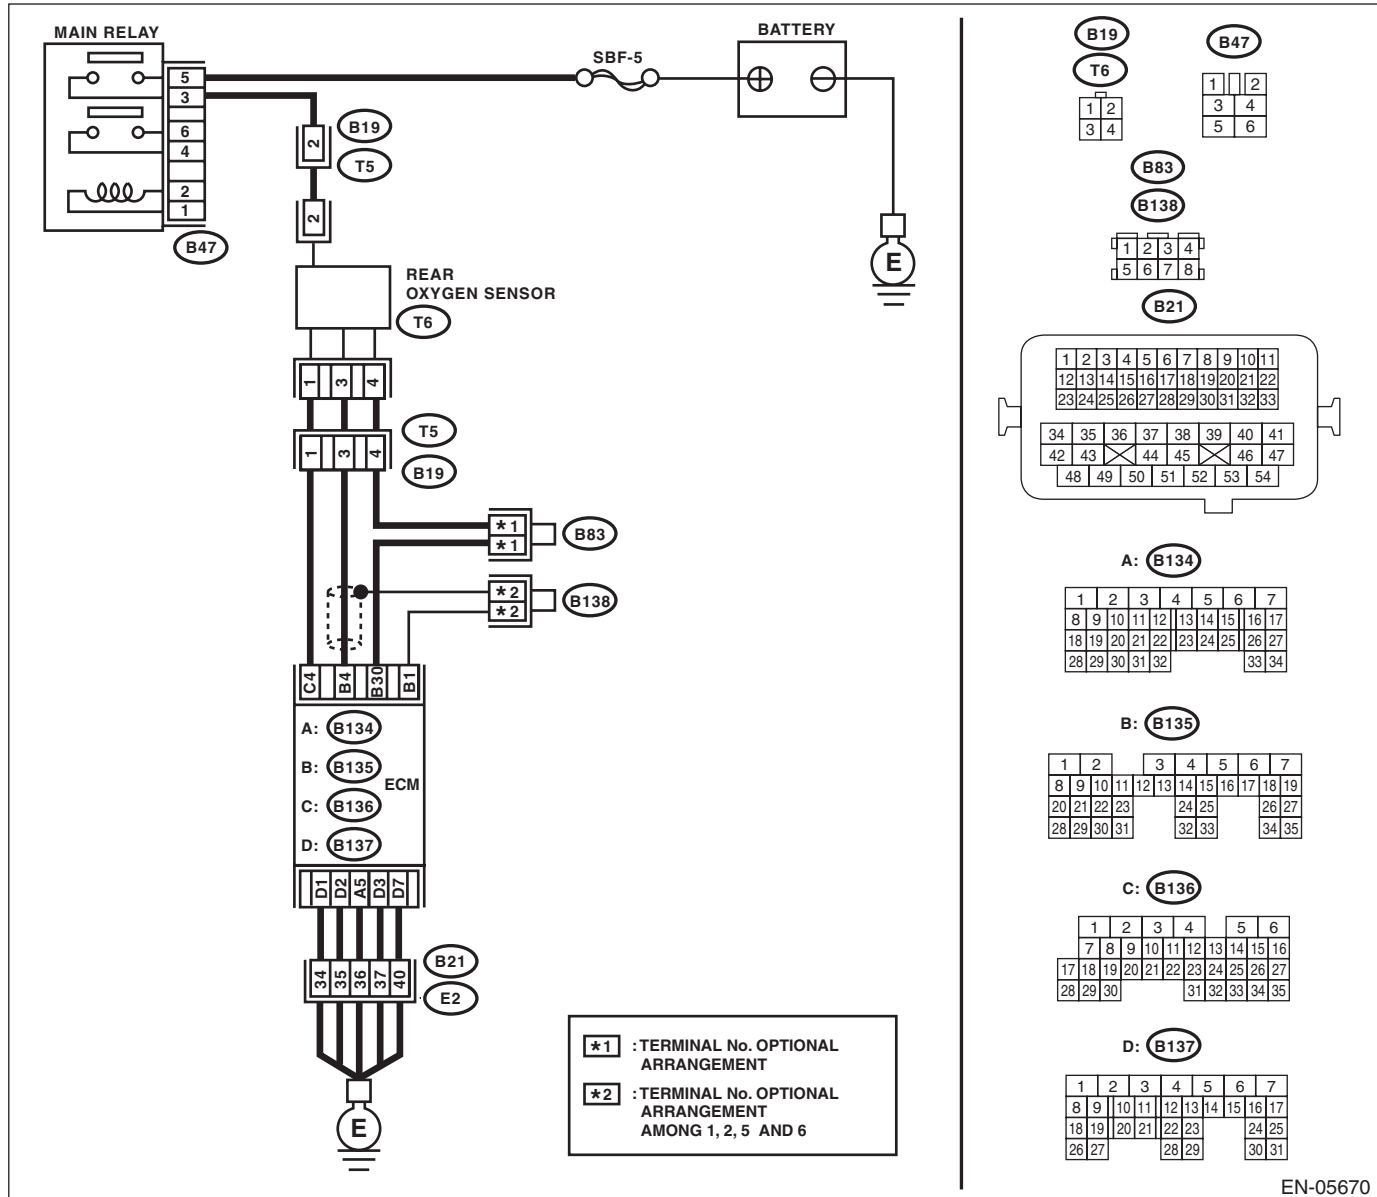 MAIN RELAY
5
3
6
4
2
1
B47
SBF-5
BATTERY
E
2
B19
T5
2
REAR
OXYGEN SENSOR
T6
1 3 4
T5
1 3 4
B19
*1
*1
B83
*2
*2
B138
C4 B4 B30 B1
A: B134
B: B135
ECM
C: B136
D: B137
D1 D2 A5 D3 D7
B21
34 35 36 37 40
E2
E
*1 : TERMINAL No. OPTIONAL
ARRANGEMENT
*2 : TERMINAL No. OPTIONAL
ARRANGEMENT
AMONG 1, 2, 5 AND 6
B19
T6
1 2
3 4
B47
1 2
3 4
5 6
B83
B138
1 2 3 4
5 6 7 8
B21
1 2 3 4 5 6 7 8 9 10 11
12 13 14 15 16 17 18 19 20 21 22
23 24 25 26 27 28 29 30 31 32 33
34 35 36 37 38 39 40 41
42 43 44 45 46 47
48 49 50 51 52 53 54
A: B134
1 2 3 4 5 6 7
8 9 10 11 12 13 14 15 16 17
18 19 20 21 22 23 24 25 26 27
28 29 30 31 32 33 34
B: B135
1 2 3 4 5 6 7
8 9 10 11 12 13 14 15 16 17 18 19
20 21 22 23 24 25 26 27
28 29 30 31 32 33 34 35
C: B136
1 2 3 4 5 6
7 8 9 10 11 12 13 14 15 16
17 18 19 20 21 22 23 24 25 26 27
28 29 30 31 32 33 34 35
D: B137
1 2 3 4 5 6 7
8 9 10 11 12 13 14 15 16 17
18 19 20 21 22 23 24 25
26 27 28 29 30 31
EN-05670